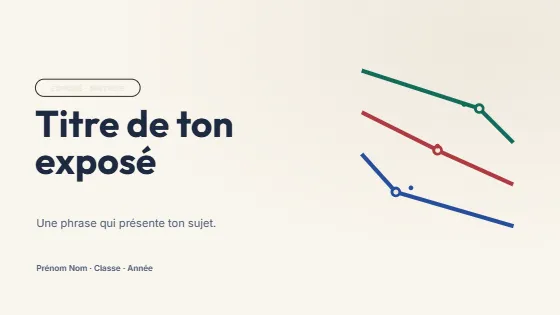 Titre de ton
exposé
Une phrase qui présente ton sujet.
Prénom Nom · Classe · Année